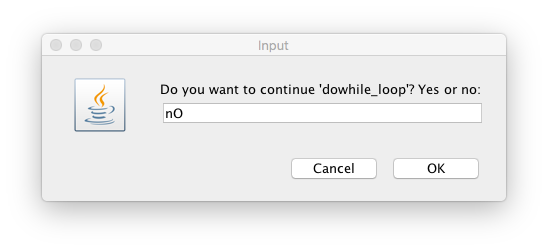 Input
Do you want to continue 'dowhile_loop'? Yes or no:
nO
Cancel
OK